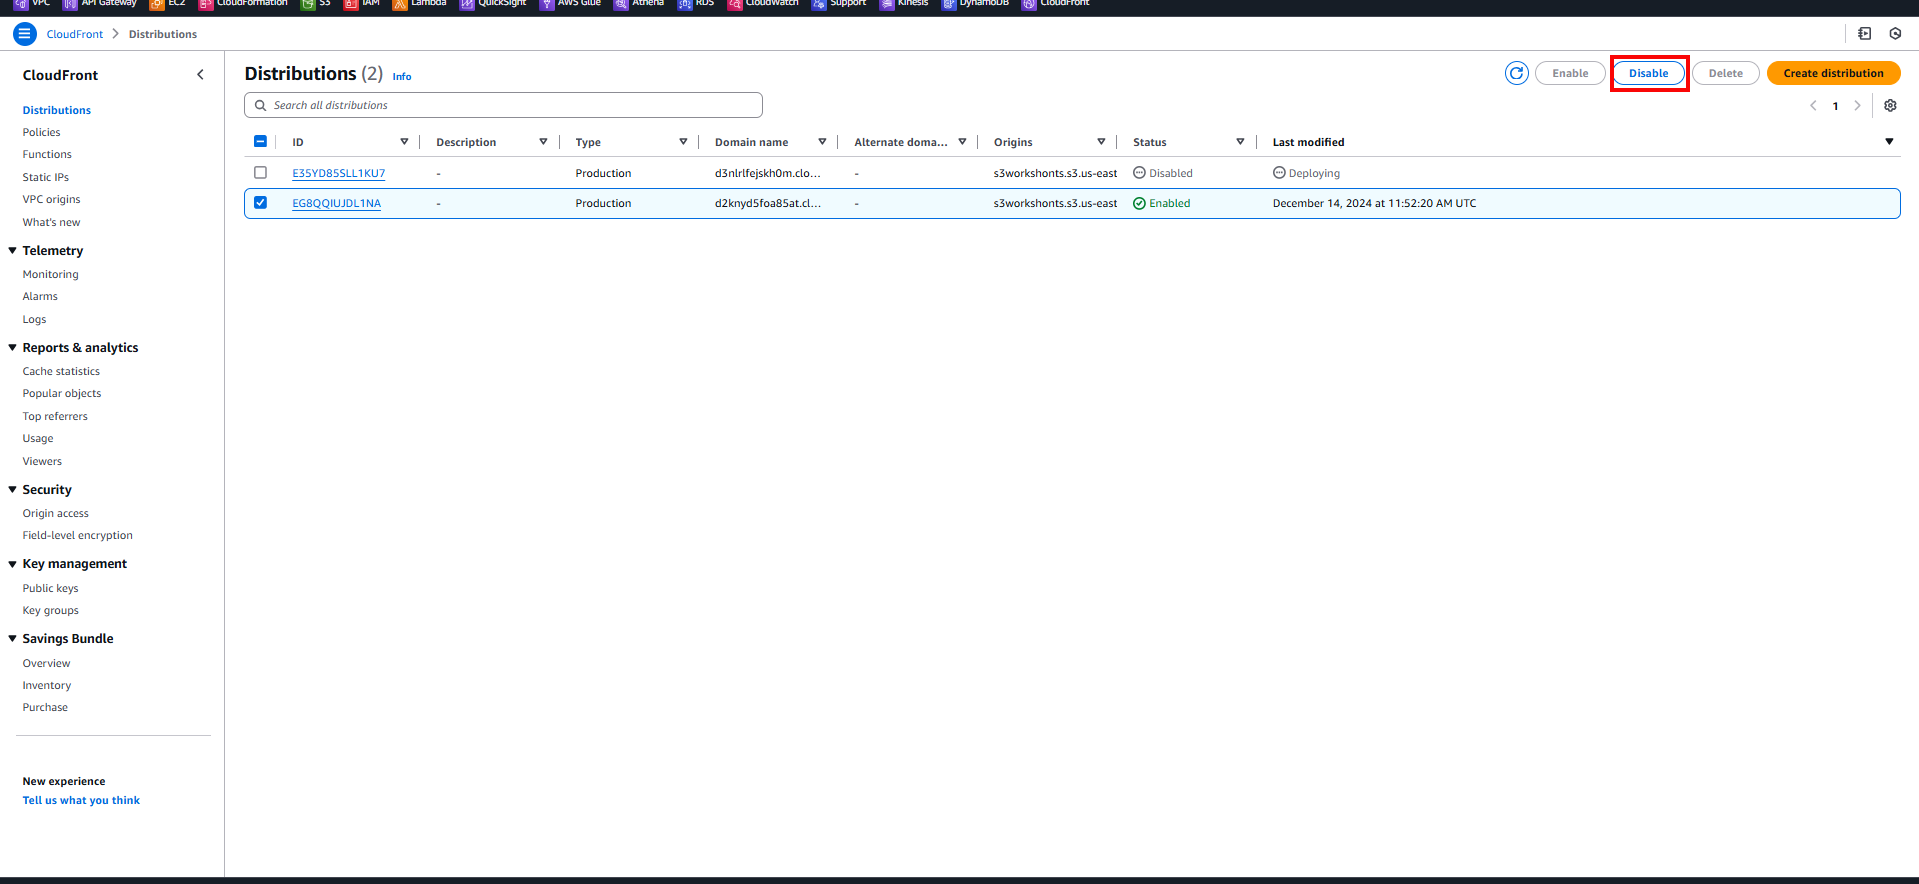 VPC API Gateway EC2 CloudFormation S3 IAM Lambda QuickSight AWS Glue Athena RDS CloudWatch Support Kinesis DynamoDB CloudFront
CloudFront > Distributions
CloudFront
Distributions
Policies
Functions
Static IPs
VPC origins
What's new
Telemetry
Monitoring
Alarms
Logs
Reports & analytics
Cache statistics
Popular objects
Top referrers
Usage
Viewers
Security
Origin access
Field-level encryption
Key management
Public keys
Key groups
Savings Bundle
Overview
Inventory
Purchase
New experience
Tell us what you think
Distributions (2) Info
Enable Disable Delete Create distribution
Search all distributions
1
ID Description Type Domain name Alternate doma... Origins Status Last modified
E35YD85SLL1KU7 - Production d3nlrlfejskh0m.clo... - s3workshonts.s3.us-east Disabled Deploying
EG8QQIUJDL1NA - Production d2knyd5foa85at.cl... - s3workshonts.s3.us-east Enabled December 14, 2024 at 11:52:20 AM UTC